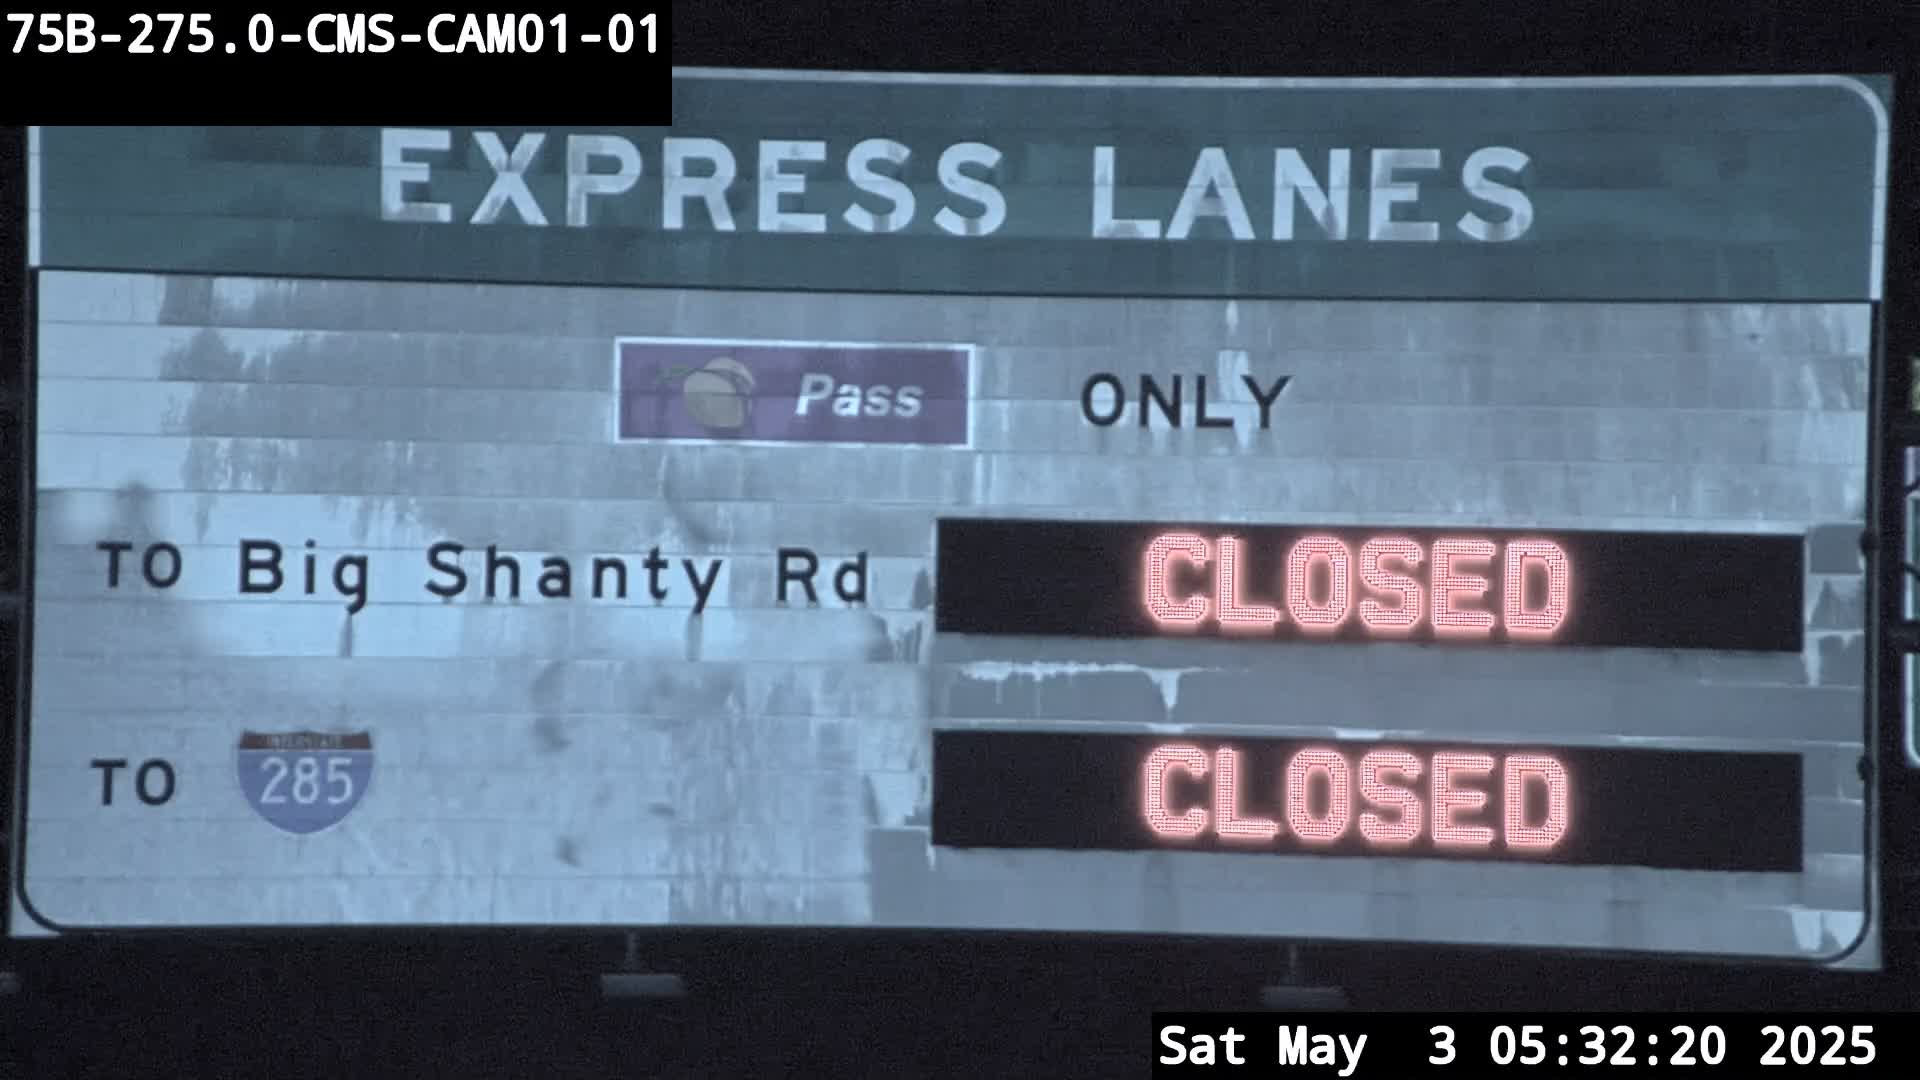 75B-275.0-CMS-CAM01-01
EXPRESS LANES
Pass ONLY
TO Big Shanty Rd CLOSED
INTERSTATE
TO 285 CLOSED
Sat May 3 05:32:20 2025